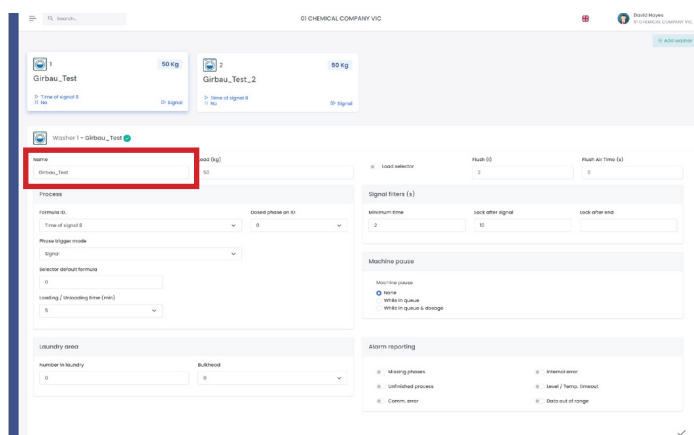 Search...
01 CHEMICAL COMPANY VIC
David Hayes
01 CHEMICAL COMPANY VIC
Add washer
1
50 Kg
Girbau_Test
Time of signal 8
No
Signal
2
50 Kg
Girbau_Test_2
Time of signal 8
No
Signal
Washer 1 - Girbau_Test
Name
Load (kg)
Load selector
Flush (l)
Flush Air Time (s)
Girbau_Test
50
2
0
Process
Formula ID.
Dosed phase on ID
Time of signal 8
0
Phase trigger mode
Signal
Selector default formula
0
Loading / Unloading time (min)
5
Signal filters (s)
Minimum time
Lock after signal
Lock after end
2
10
Machine pause
Machine pause
None
While in queue
While in queue & dosage
Laundry area
Number in laundry
Bulkhead
0
0
Alarm reporting
Missing phases
Internal error
Unfinished process
Level / Temp. timeout
Comm. error
Data out of range